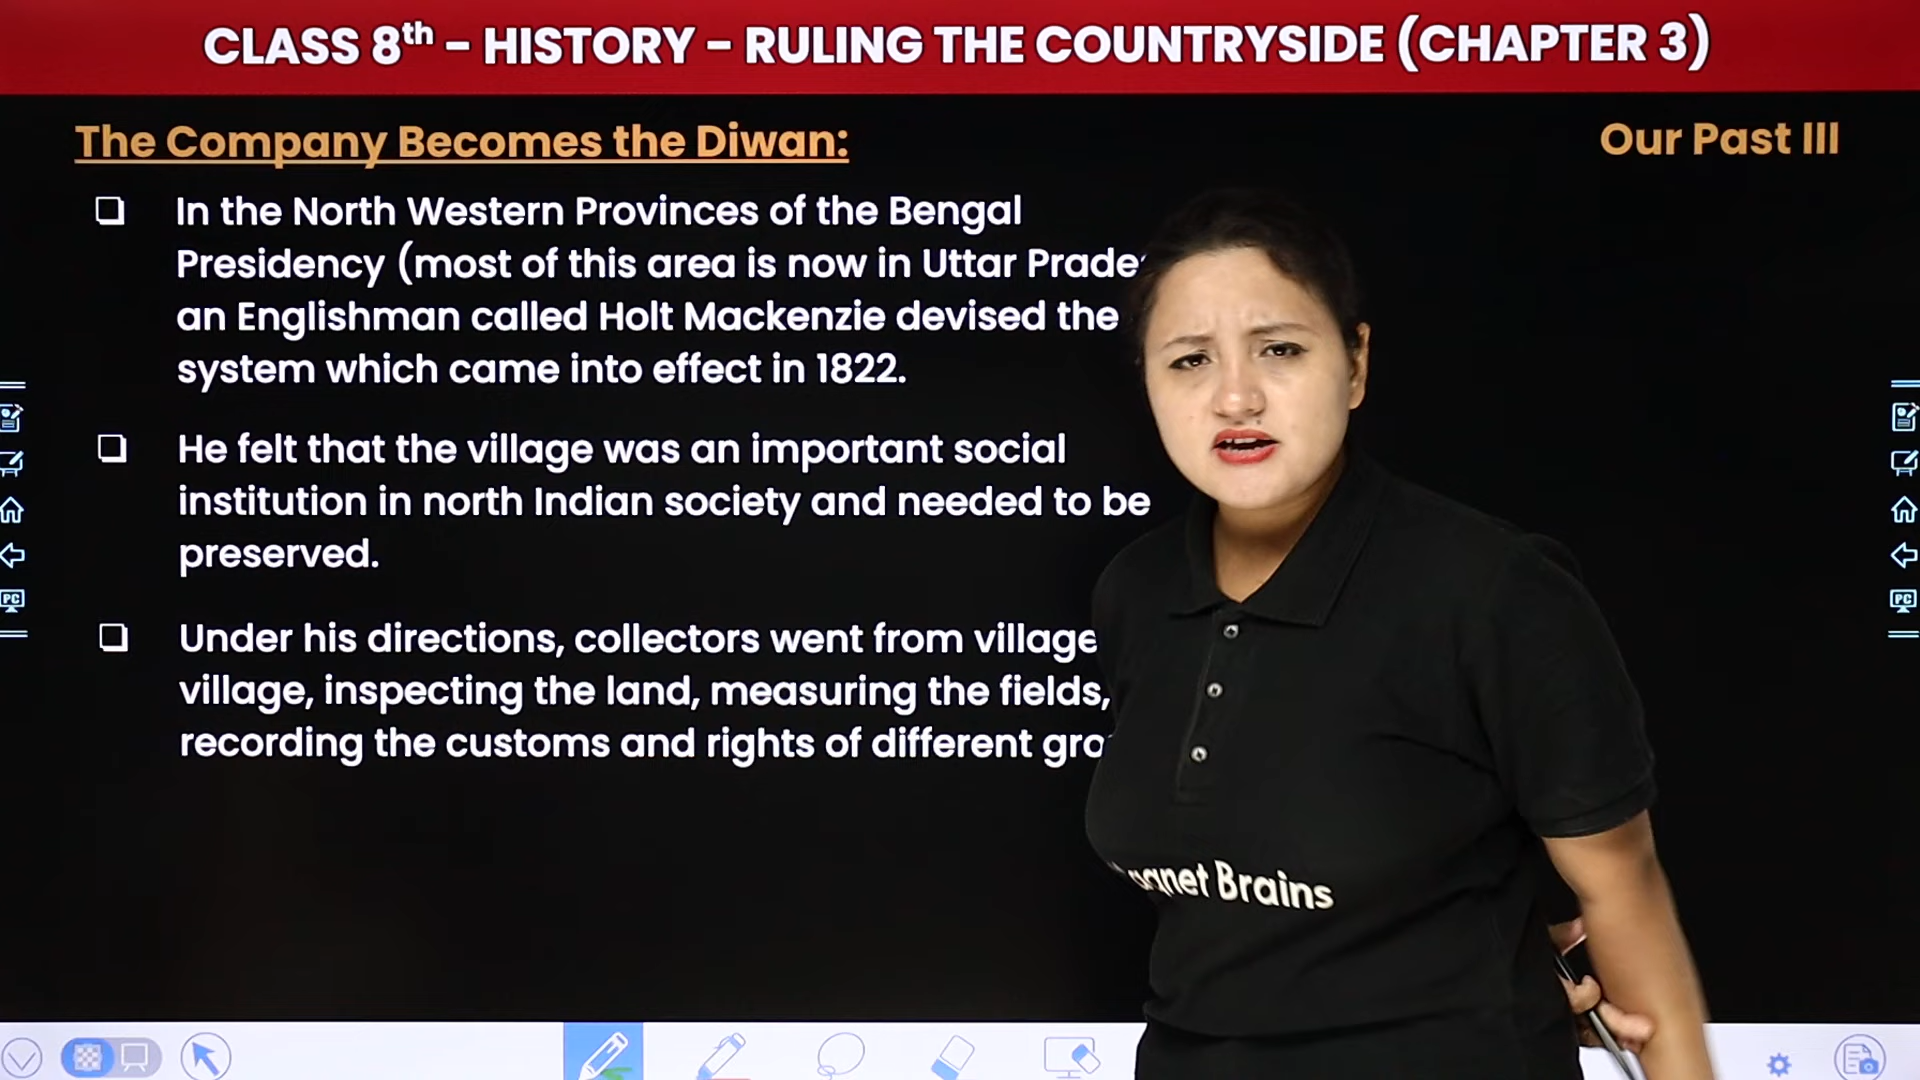 CLASS 8th – HISTORY – RULING THE COUNTRYSIDE (CHAPTER 3)
The Company Becomes the Diwan:
Our Past III
In the North Western Provinces of the Bengal
Presidency (most of this area is now in Uttar
an Englishman called Holt Mackenzie devised the
system which came into effect in 1822.
He felt that the village was an important social
institution in north Indian society and needed to be
preserved.
Under his directions, collectors went from village
village, inspecting the land, measuring the fields,
recording the customs and rights of different
Brains
PC
PC